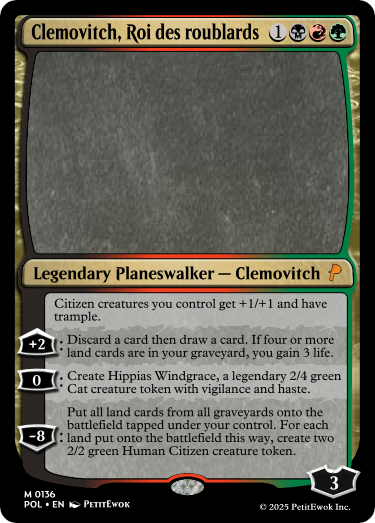 Clemovitch, Roi des roublards 1
Legendary Planeswalker — Clemovitch
Citizen creatures you control get +1/+1 and have
trample.
+2 : Discard a card then draw a card. If four or more
land cards are in your graveyard, you gain 3 life.
0 : Create Hippias Windgrace, a legendary 2/4 green
Cat creature token with vigilance and haste.
Put all land cards from all graveyards onto the
battlefield tapped under your control. For each
-8 : land put onto the battlefield this way, create two
2/2 green Human Citizen creature token.
3
M 0136
POL • EN PetitEwok
© 2025 PetitEwok Inc.